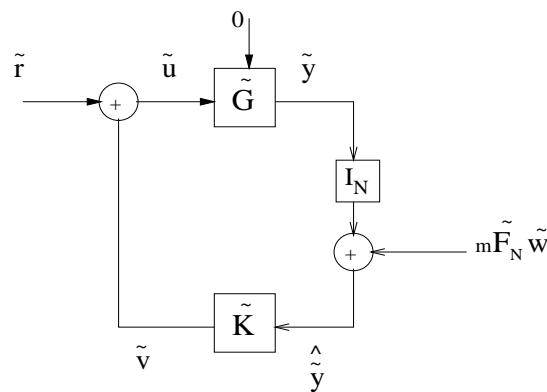 0
r̃
ũ
ỹ
+
G̃
I_N
+
mF̃_N w̃
K̃
ṽ
ỹ̂